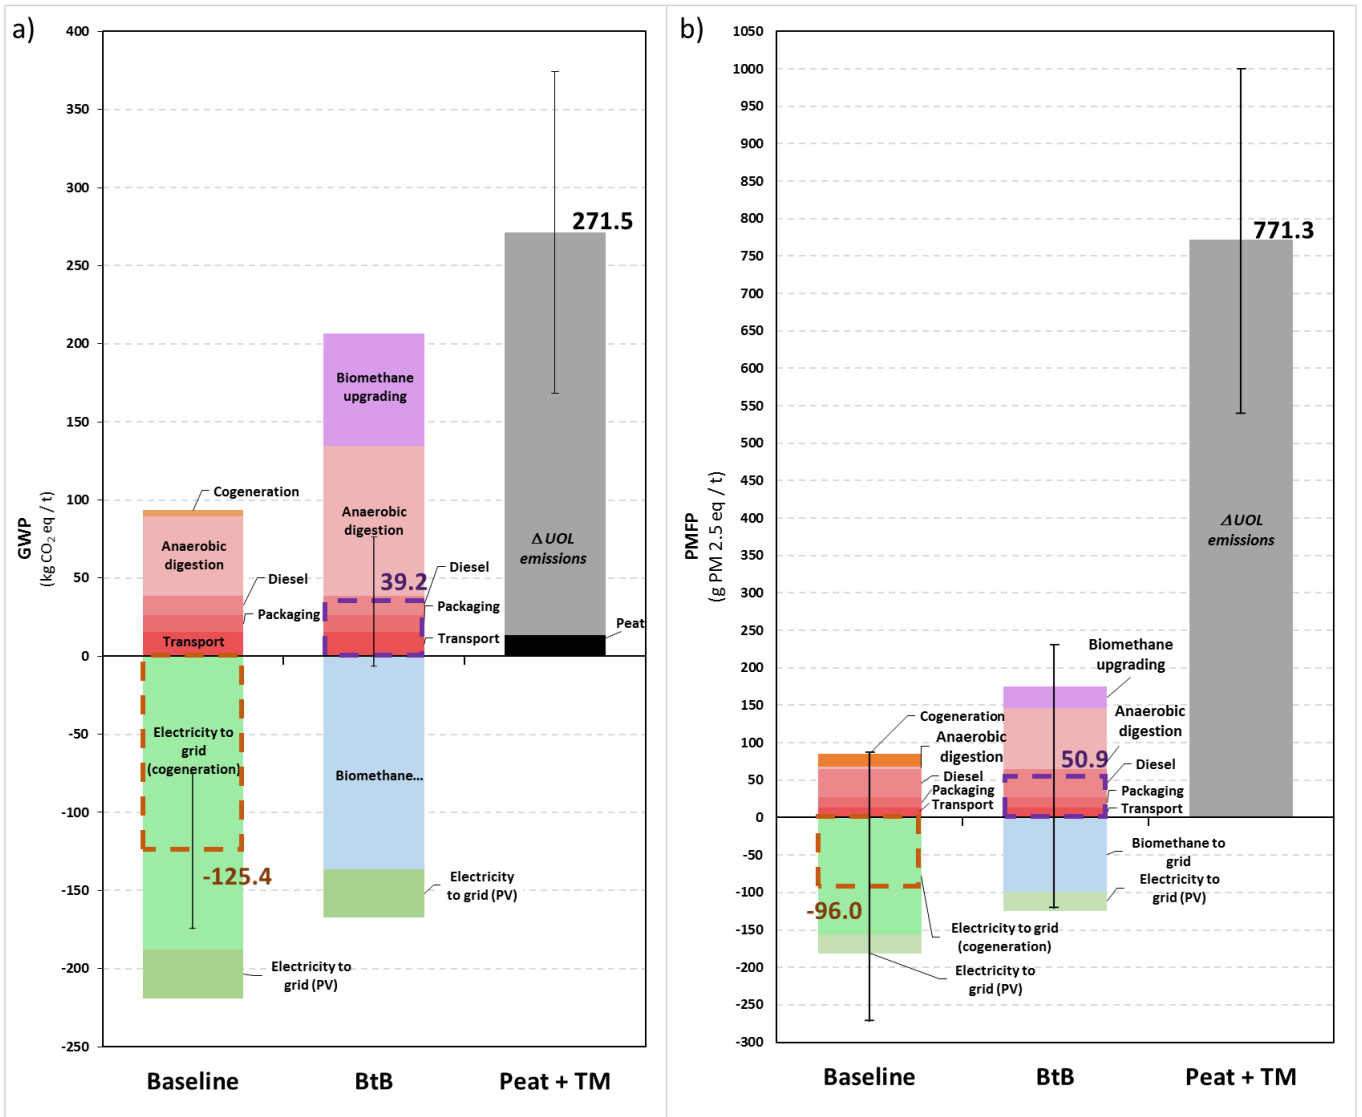 a)
GWP
(kg CO₂ eq / t)
400
350
300
250
200
150
100
50
0
-50
-100
-150
-200
-250
Cogeneration
Anaerobic
digestion
Diesel
Packaging
Transport
Electricity to
grid
(cogeneration)
-125.4
Electricity to
grid (PV)
Biomethane
upgrading
Anaerobic
digestion
39.2
Diesel
Packaging
Transport
Biomethane...
Electricity
to grid (PV)
271.5
Δ UOL
emissions
Peat
Baseline
BtB
Peat + TM
b)
PMFP
(g PM 2.5 eq / t)
1050
1000
950
900
850
800
750
700
650
600
550
500
450
400
350
300
250
200
150
100
50
0
-50
-100
-150
-200
-250
-300
Cogeneration
Anaerobic
digestion
Diesel
Packaging
Transport
-96.0
Electricity to grid
(cogeneration)
Electricity to
grid (PV)
Biomethane
upgrading
Anaerobic
digestion
50.9
Diesel
Packaging
Transport
Biomethane to
grid
Electricity to
grid (PV)
771.3
Δ UOL
emissions
Baseline
BtB
Peat + TM